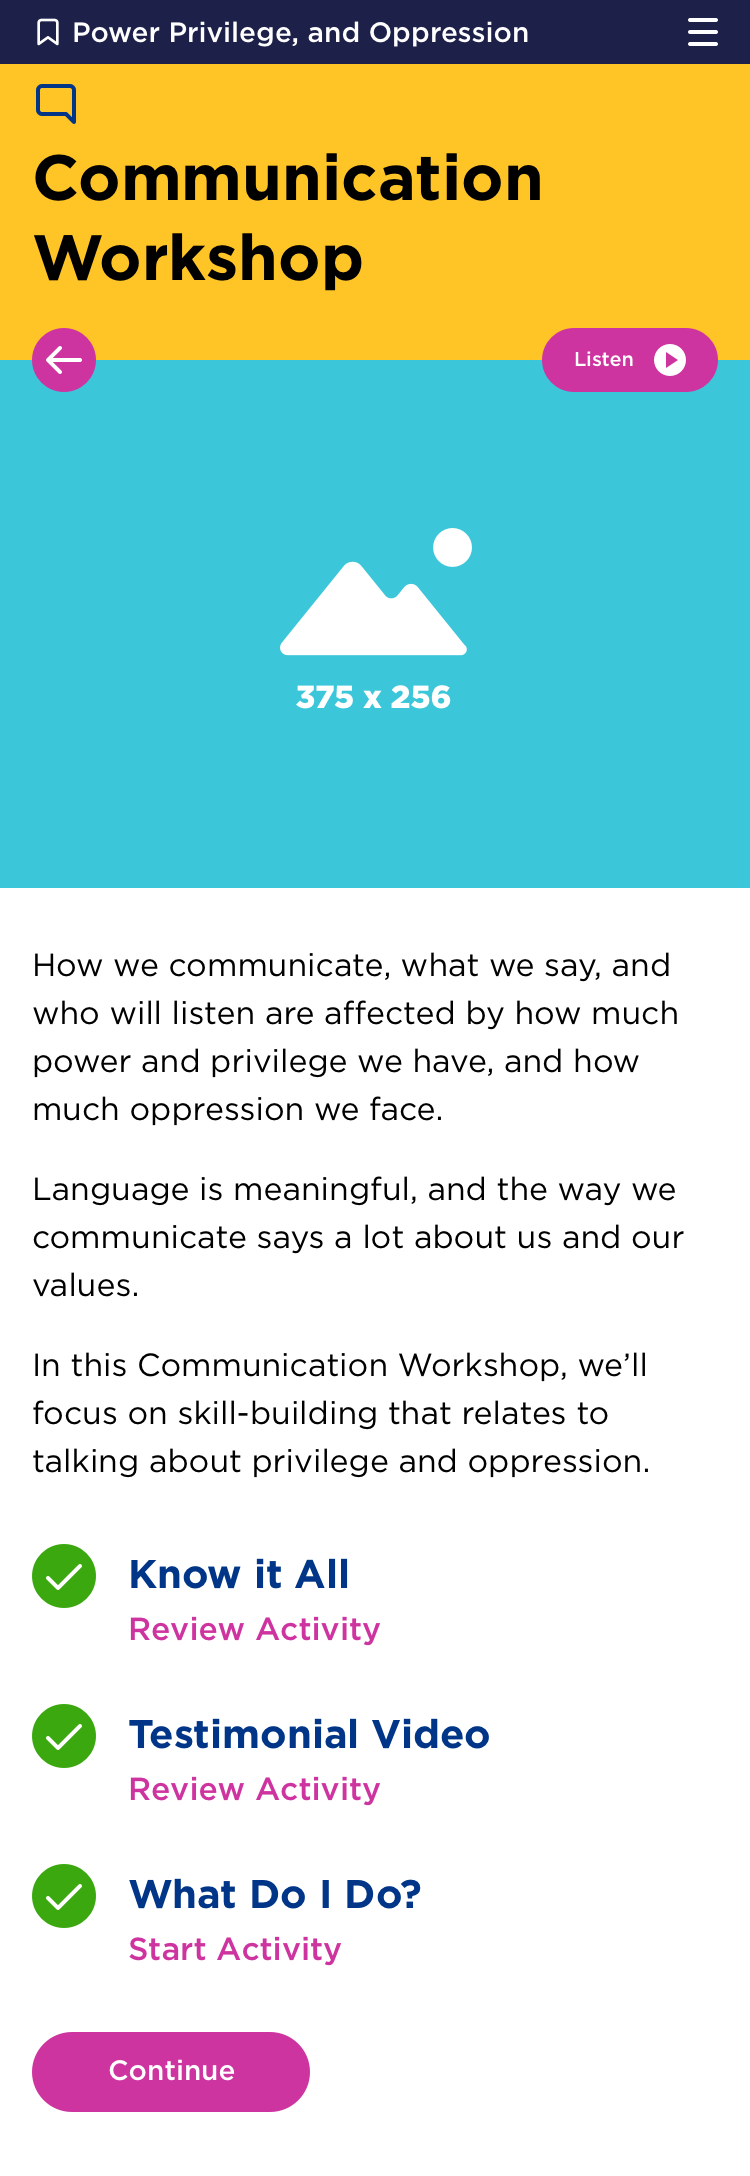 Power Privilege, and Oppression
Communication
Workshop
Listen
375 x 256
How we communicate, what we say, and
who will listen are affected by how much
power and privilege we have, and how
much oppression we face.
Language is meaningful, and the way we
communicate says a lot about us and our
values.
In this Communication Workshop, we’ll
focus on skill-building that relates to
talking about privilege and oppression.
Know it All
Review Activity
Testimonial Video
Review Activity
What Do I Do?
Start Activity
Continue